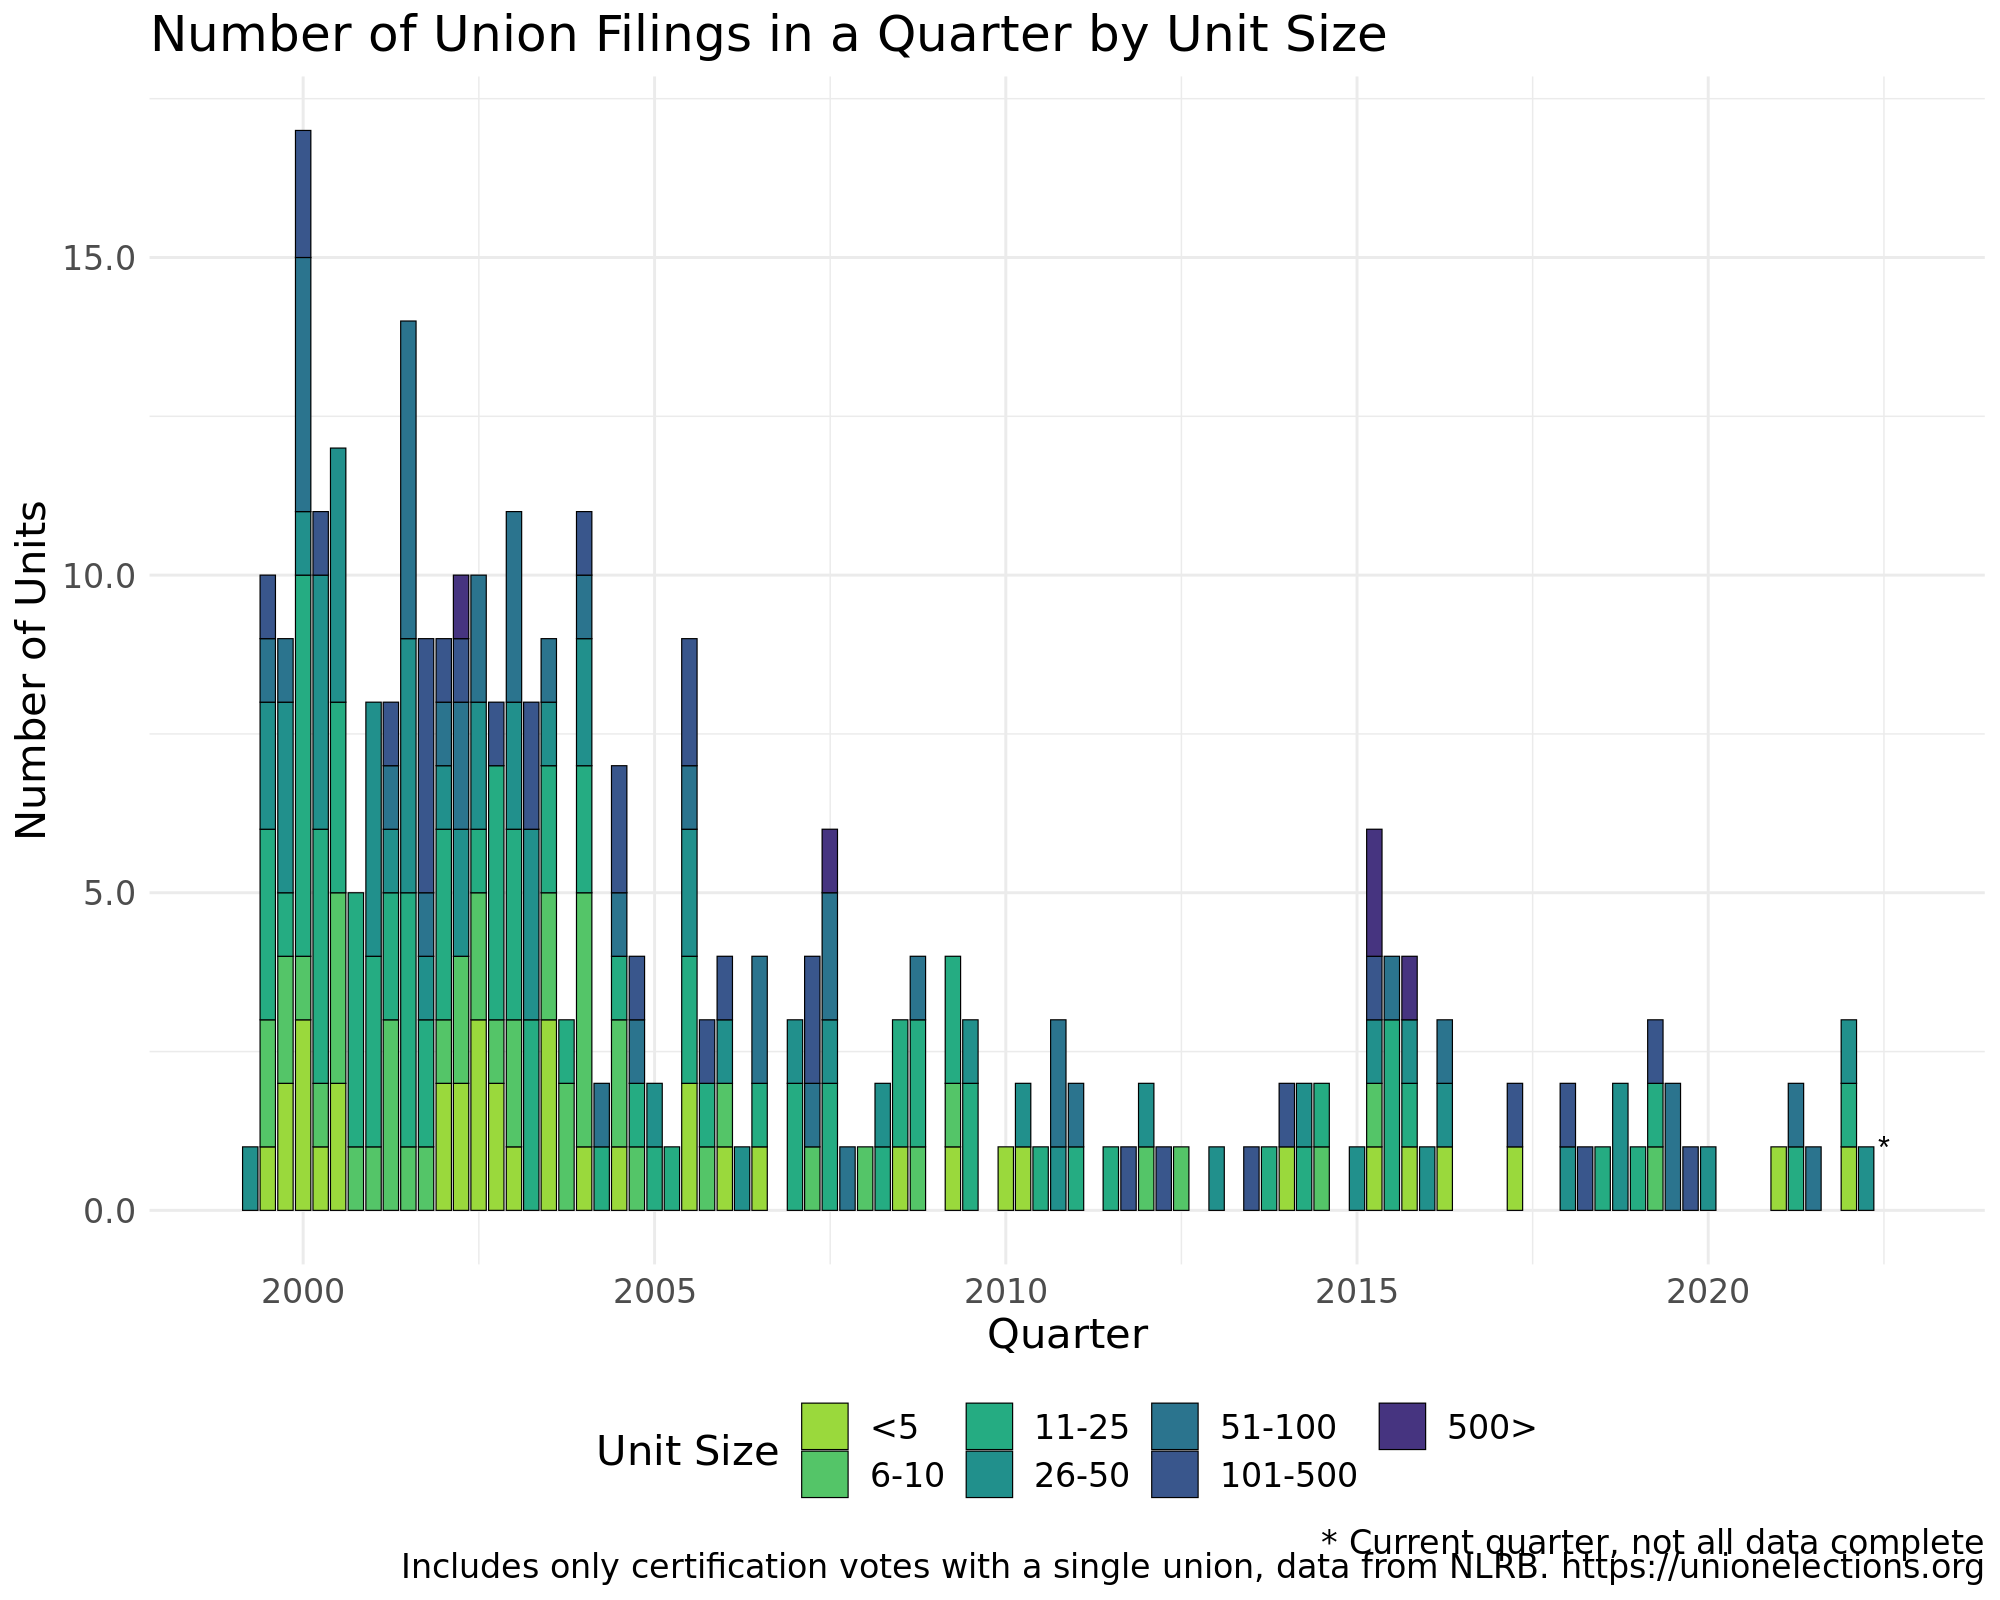 Number of Union Filings in a Quarter by Unit Size
Number of Units
15.0
10.0
5.0
0.0
*
2000 2005 2010 2015 2020
Quarter
Unit Size
<5 11-25 51-100 500>
6-10 26-50 101-500
* Current quarter, not all data complete
Includes only certification votes with a single union, data from NLRB. https://unionelections.org